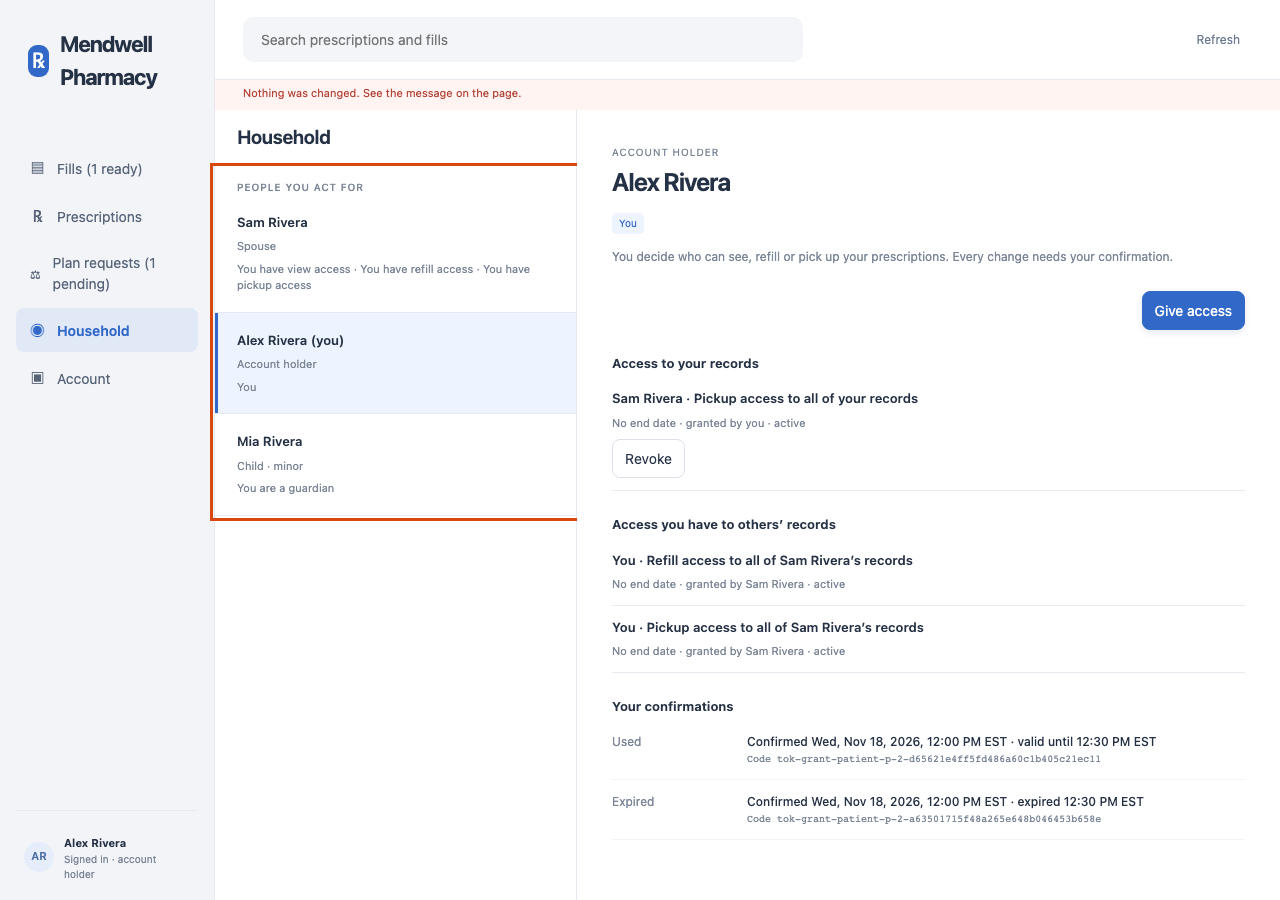 Mendwell
Pharmacy
Search prescriptions and fills
Refresh
Nothing was changed. See the message on the page.
Fills (1 ready)
Prescriptions
Plan requests (1
pending)
Household
Account
Household
PEOPLE YOU ACT FOR
Sam Rivera
Spouse
You have view access · You have refill access · You have
pickup access
Alex Rivera (you)
Account holder
You
Mia Rivera
Child · minor
You are a guardian
ACCOUNT HOLDER
Alex Rivera
You
You decide who can see, refill or pick up your prescriptions. Every change needs your confirmation.
Give access
Access to your records
Sam Rivera · Pickup access to all of your records
No end date · granted by you · active
Revoke
Access you have to others’ records
You · Refill access to all of Sam Rivera’s records
No end date · granted by Sam Rivera · active
You · Pickup access to all of Sam Rivera’s records
No end date · granted by Sam Rivera · active
Your confirmations
Used
Confirmed Wed, Nov 18, 2026, 12:00 PM EST · valid until 12:30 PM EST
Code tok-grant-patient-p-2-d65621e4ff5fd486a60c1b405c21ec11
Expired
Confirmed Wed, Nov 18, 2026, 12:00 PM EST · expired 12:30 PM EST
Code tok-grant-patient-p-2-a63501715f48a265e648b046453b658e
AR
Alex Rivera
Signed in · account
holder